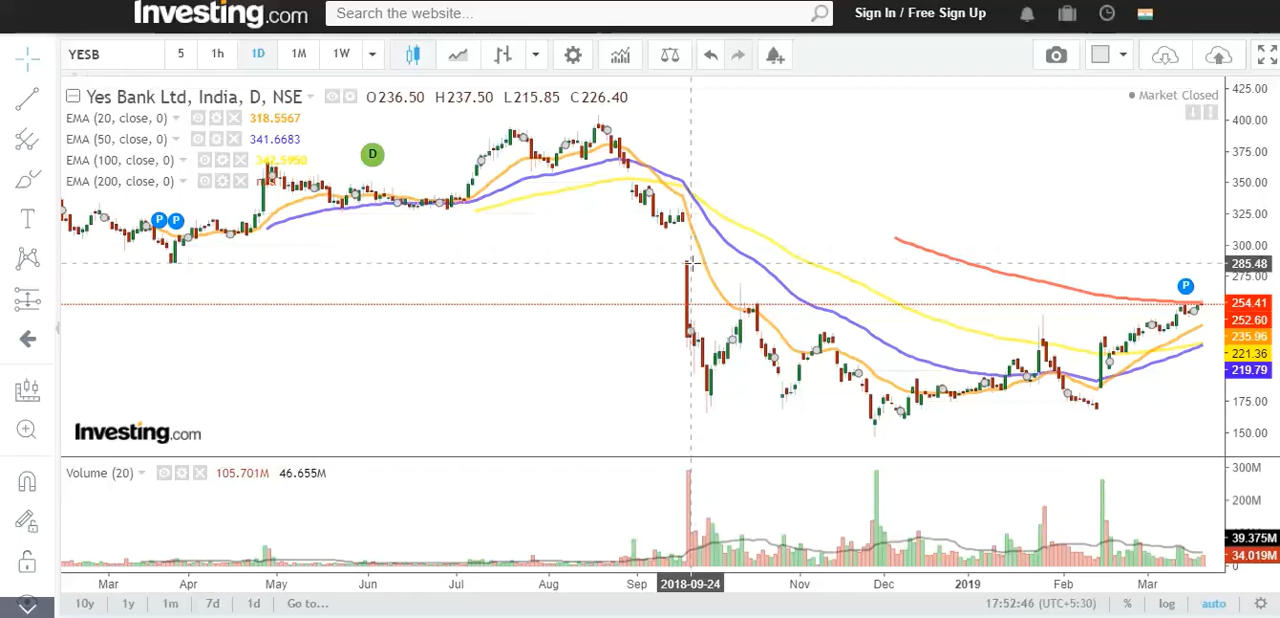 Investing.com Search the website... Sign In / Free Sign Up
YESB 5 1h 1D 1M 1W
Yes Bank Ltd, India, D, NSE O236.50 H237.50 L215.85 C226.40
Market Closed
EMA (20, close, 0) 318.5567
EMA (50, close, 0) 341.6683
EMA (100, close, 0)
EMA (200, close, 0)
D
P P
P
425.00
400.00
375.00
350.00
325.00
300.00
285.48
275.00
254.41
252.60
235.96
221.36
219.79
175.00
150.00
Investing.com
Volume (20) 105.701M 46.655M
300M
200M
39.375M
34.019M
0
Mar Apr May Jun Jul Aug Sep 2018-09-24 Nov Dec 2019 Feb Mar
10y 1y 1m 7d 1d Go to... 17:52:46 (UTC+5:30) % log auto